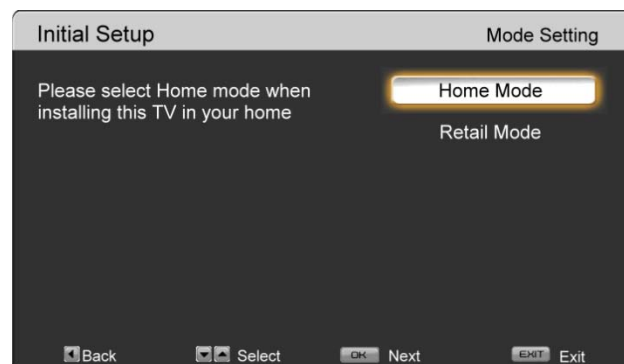 Initial Setup
Mode Setting
Please select Home mode when
installing this TV in your home
Home Mode
Retail Mode
Back
Select
OK Next
EXIT Exit